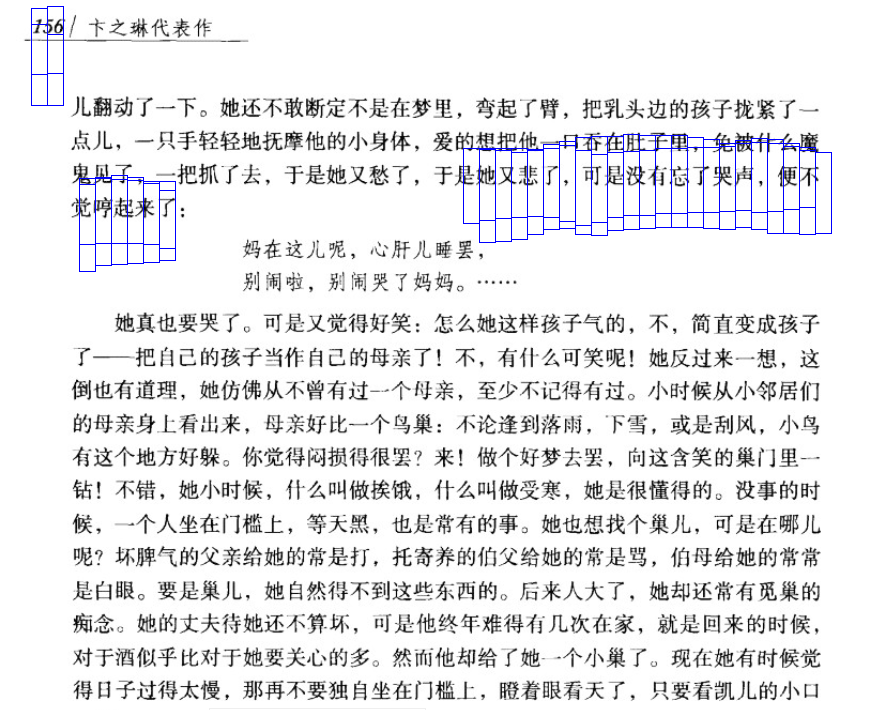 156 / 卞之琳代表作
儿翻动了一下。她还不敢断定不是在梦里，弯起了臂，把乳头边的孩子拢紧了一
点儿，一只手轻轻地抚摩他的小身体，爱的想把他一口吞在肚子里，免被什么魔
鬼见了，一把抓了去，于是她又愁了，于是她又悲了，可是没有忘了哭声，便不
觉哼起来了：
妈在这儿呢，心肝儿睡罢，
别闹啦，别闹哭了妈妈。……
她真也要哭了。可是又觉得好笑：怎么她这样孩子气的，不，简直变成孩子
了——把自己的孩子当作自己的母亲了！不，有什么可笑呢！她反过来一想，这
倒也有道理，她仿佛从不曾有过一个母亲，至少不记得有过。小时候从小邻居们
的母亲身上看出来，母亲好比一个鸟巢：不论逢到落雨，下雪，或是刮风，小鸟
有这个地方好躲。你觉得闷损得很罢？来！做个好梦去罢，向这含笑的巢门里一
钻！不错，她小时候，什么叫做挨饿，什么叫做受寒，她是很懂得的。没事的时
候，一个人坐在门槛上，等天黑，也是常有的事。她也想找个巢儿，可是在哪儿
呢？坏脾气的父亲给她的常是打，托寄养的伯父给她的常是骂，伯母给她的常常
是白眼。要是巢儿，她自然得不到这些东西的。后来人大了，她却还常有觅巢的
痴念。她的丈夫待她还不算坏，可是他终年难得有几次在家，就是回来的时候，
对于酒似乎比对于她要关心的多。然而他却给了她一个小巢了。现在她有时候觉
得日子过得太慢，那再不要独自坐在门槛上，瞪着眼看天了，只要看凯儿的小口